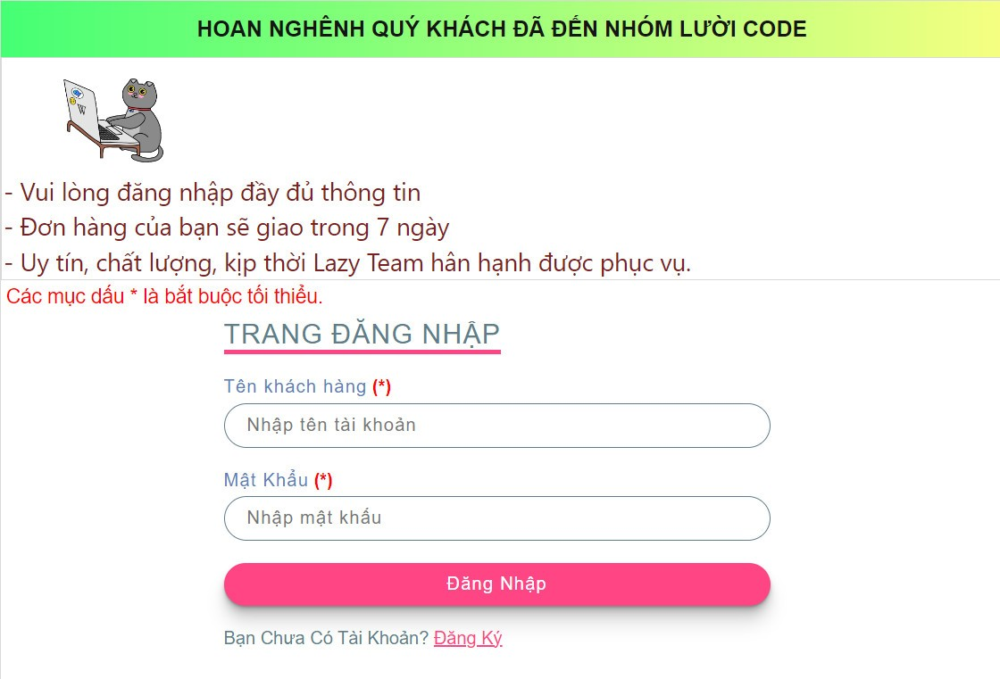 HOAN NGHÊNH QUÝ KHÁCH ĐÃ ĐẾN NHÓM LƯỜI CODE
W
- Vui lòng đăng nhập đầy đủ thông tin
- Đơn hàng của bạn sẽ giao trong 7 ngày
- Uy tín, chất lượng, kịp thời Lazy Team hân hạnh được phục vụ.
Các mục dấu * là bắt buộc tối thiểu.
TRANG ĐĂNG NHẬP
Tên khách hàng (*)
Nhập tên tài khoản
Mật Khẩu (*)
Nhập mật khấu
Đăng Nhập
Bạn Chưa Có Tài Khoản? Đăng Ký